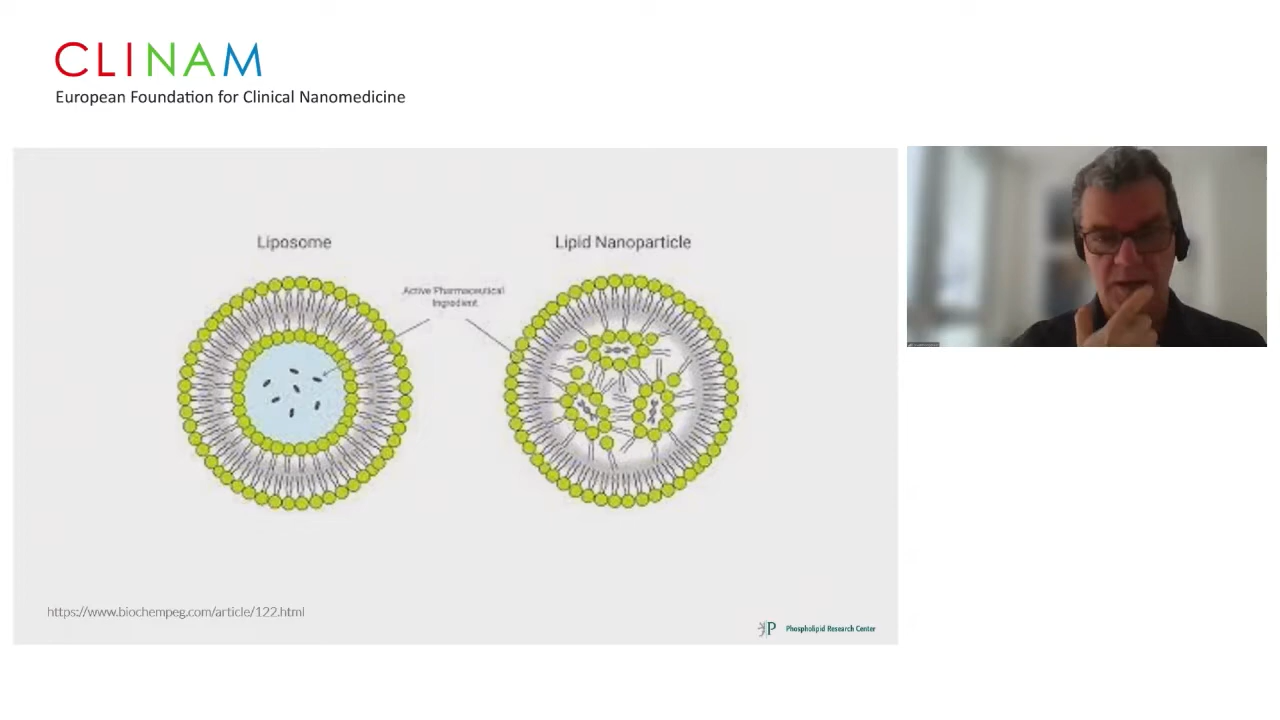 CLINAM
European Foundation for Clinical Nanomedicine
Liposome
Lipid Nanoparticle
Active Pharmaceutical
Ingredient
https://www.biochempeg.com/article/122.html
P
Phospholipid Research Center